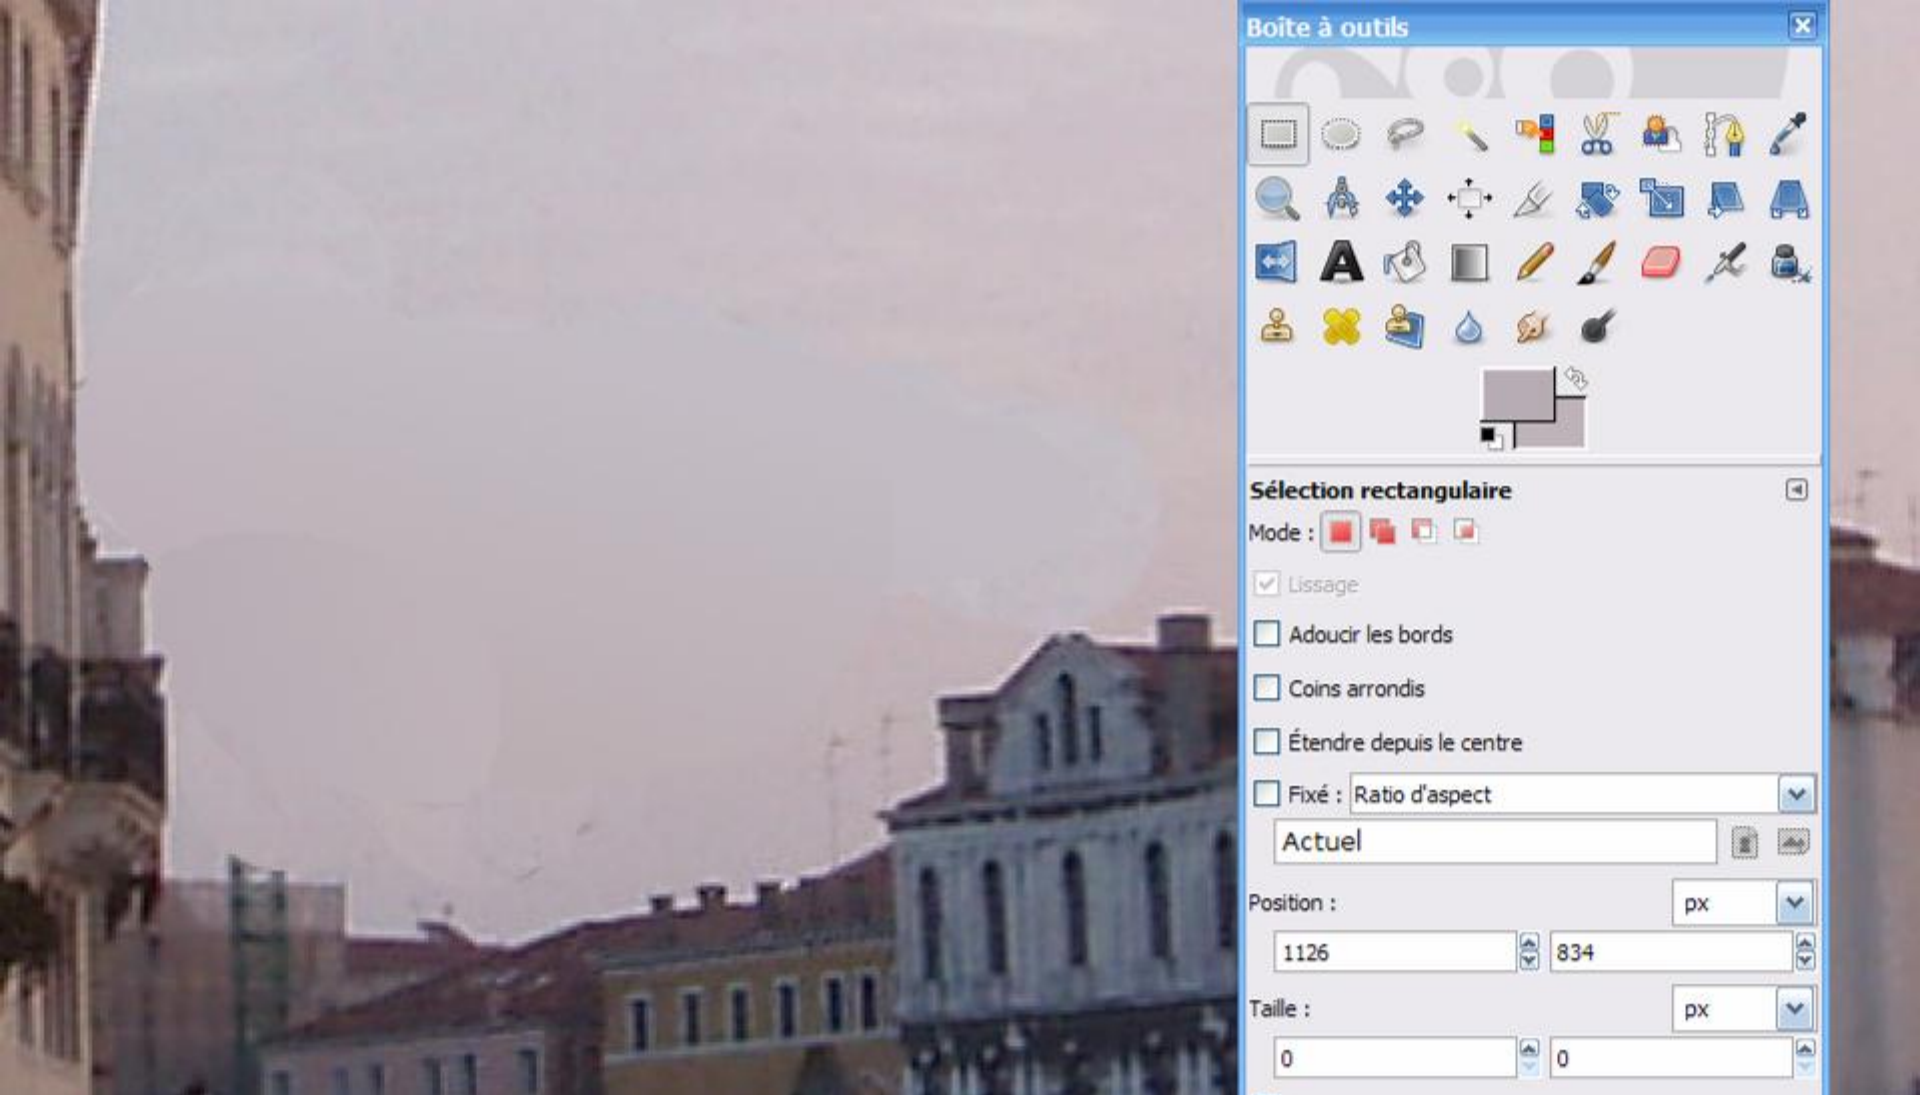 Boîte à outils
Sélection rectangulaire
Mode :
Lissage
Adoucir les bords
Coins arrondis
Étendre depuis le centre
Fixé : Ratio d'aspect
Actuel
Position : px
1126 834
Taille : px
0 0